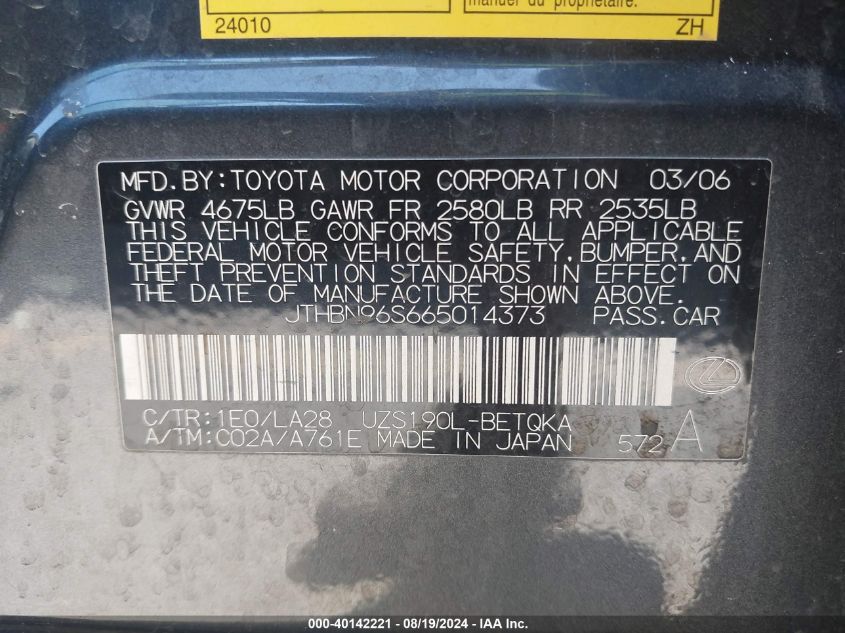 manuel du propriétaire.
24010 ZH
MFD.BY:TOYOTA MOTOR CORPORATION 03/06
GVWR 4675LB GAWR FR 2580LB RR 2535LB
THIS VEHICLE CONFORMS TO ALL APPLICABLE
FEDERAL MOTOR VEHICLE SAFETY,BUMPER,AND
THEFT PREVENTION STANDARDS IN EFFECT ON
THE DATE OF MANUFACTURE SHOWN ABOVE.
JTHBN96S665014373 PASS.CAR
C/TR:1E0/LA28 UZS190L-BETQKA
A/TM:C02A/A761E MADE IN JAPAN 572 A
000-40142221 - 08/19/2024 - IAA Inc.